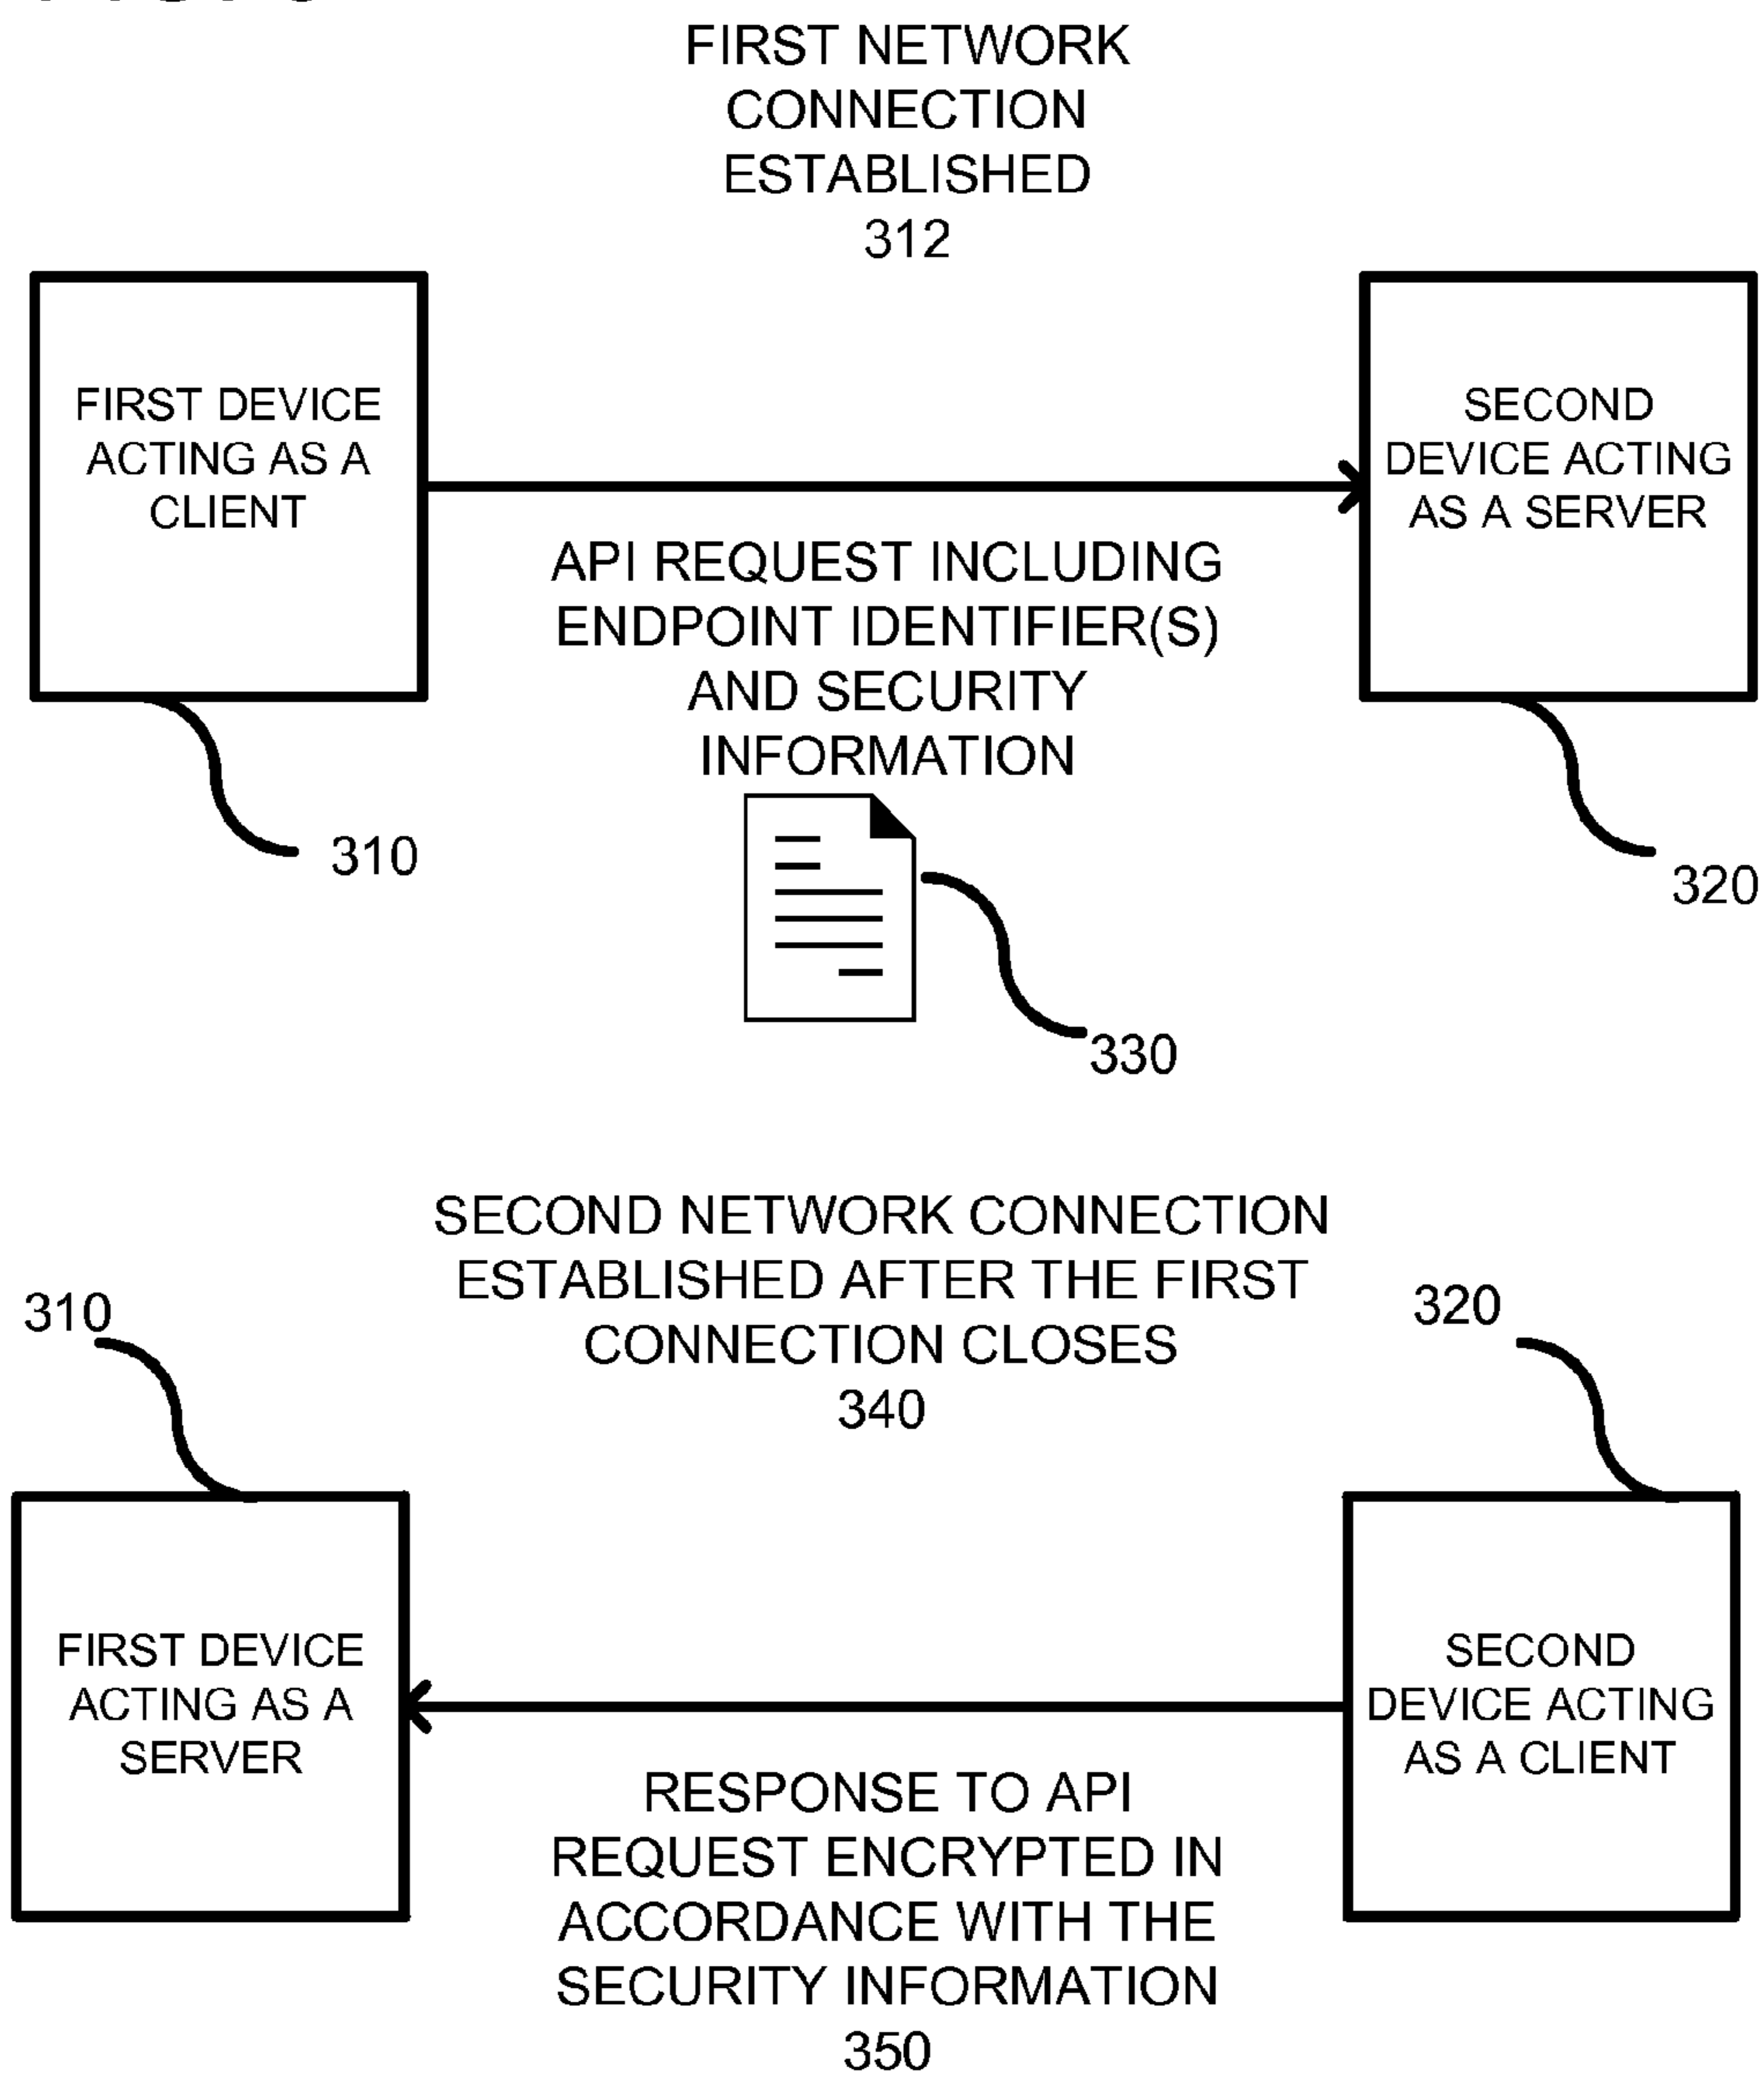 FIRST NETWORK
CONNECTION
ESTABLISHED
312
FIRST DEVICE
ACTING AS A
CLIENT
SECOND
DEVICE ACTING
AS A SERVER
API REQUEST INCLUDING
ENDPOINT IDENTIFIER(S)
AND SECURITY
INFORMATION
310
320
330
SECOND NETWORK CONNECTION
ESTABLISHED AFTER THE FIRST
CONNECTION CLOSES
340
310
320
FIRST DEVICE
ACTING AS A
SERVER
SECOND
DEVICE ACTING
AS A CLIENT
RESPONSE TO API
REQUEST ENCRYPTED IN
ACCORDANCE WITH THE
SECURITY INFORMATION
350